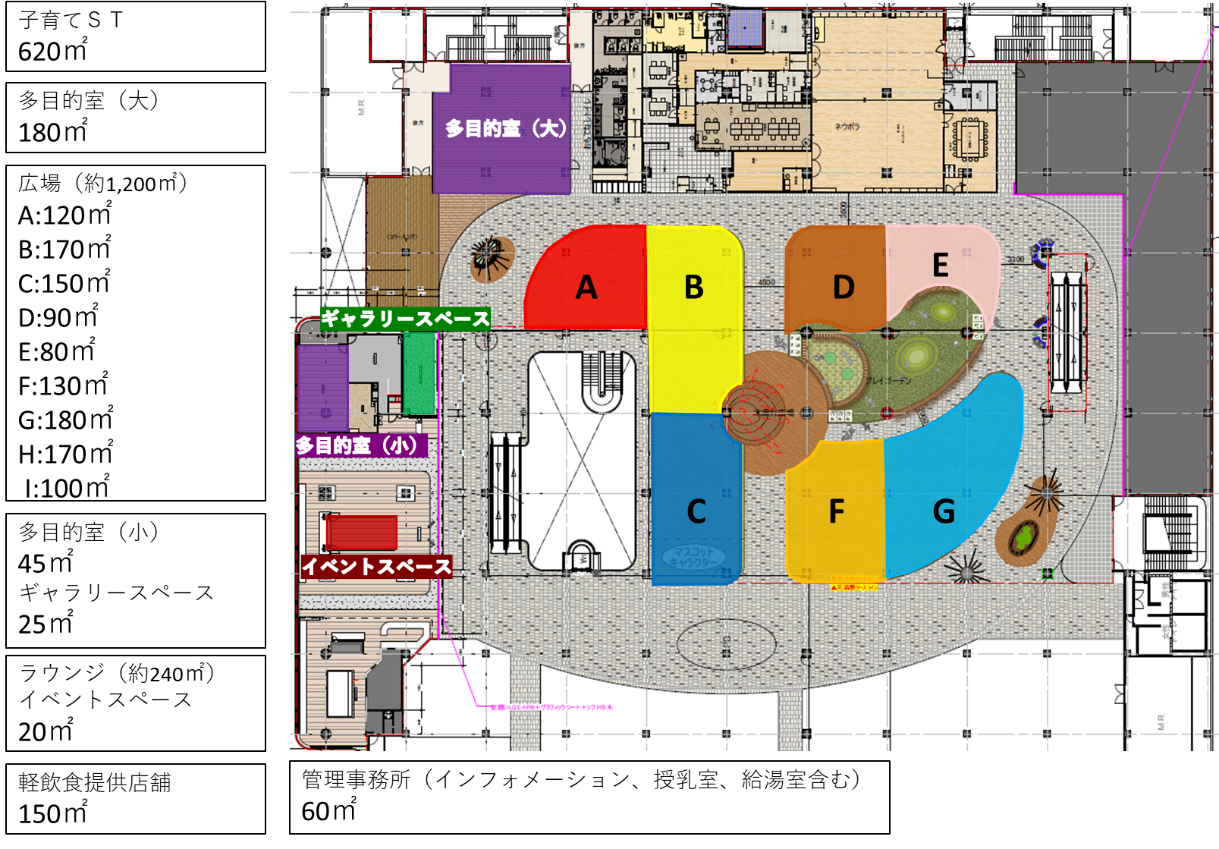 子育てＳＴ
620㎡
多目的室（大）
180㎡
広場（約1,200㎡）
A:120㎡
B:170㎡
C:150㎡
D:90㎡
E:80㎡
F:130㎡
G:180㎡
H:170㎡
I:100㎡
多目的室（小）
45㎡
ギャラリースペース
25㎡
ラウンジ（約240㎡）
イベントスペース
20㎡
軽飲食提供店舗
150㎡
管理事務所（インフォメーション、授乳室、給湯室含む）
60㎡
MR
多目的室（大）
ネウボラ
A
B
D
E
4500
3300
ギャラリースペース
プレイガーデン
多目的室（小）
C
F
G
マスコット
キャラクター
イベントスペース
MR